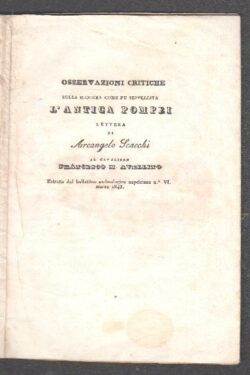 OSSERVAZIONI CRITICHE
SULLA MANIERA COME FU SEPPELLITA
L'ANTICA POMPEI
LETTERA
DI
Arcangelo Scacchi
AL CAVALIERE
FRANCESCO M AVELLINO
Estratta dal bullettino archeologico napoletano n.° VI.
marzo 1843.